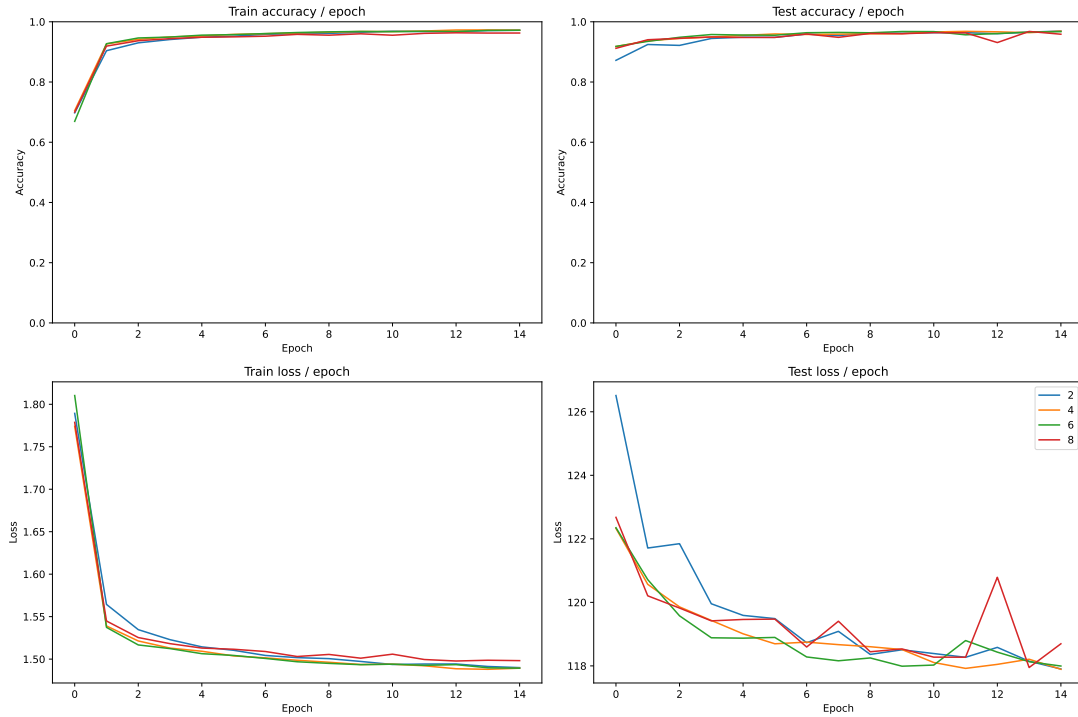 Train accuracy / epoch
Accuracy
1.0
0.8
0.6
0.4
0.2
0.0
0 2 4 6 8 10 12 14
Epoch
Test accuracy / epoch
Accuracy
1.0
0.8
0.6
0.4
0.2
0.0
0 2 4 6 8 10 12 14
Epoch
Train loss / epoch
Loss
1.80
1.75
1.70
1.65
1.60
1.55
1.50
0 2 4 6 8 10 12 14
Epoch
Test loss / epoch
Loss
126
124
122
120
118
0 2 4 6 8 10 12 14
Epoch
2
4
6
8